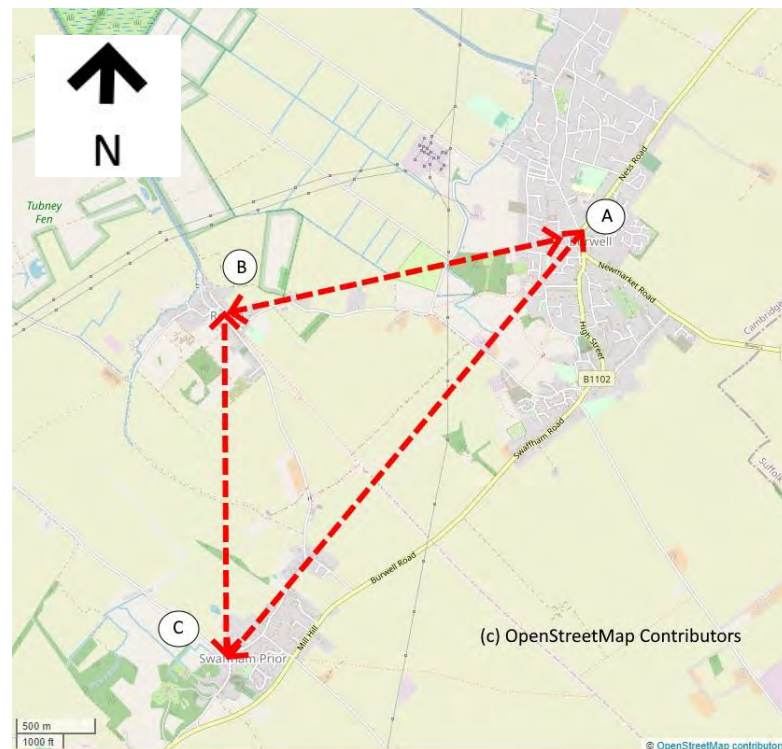 N
Tubney
Fen
Ness Road
A
Burwell
B
Newmarket Road
Cambridge
High Street
B1102
Swaffham Road
Suffolk
Burwell Road
C
Mill Hill
(c) OpenStreetMap Contributors
Swaffham Prior
500 m
1000 ft
© OpenStreetMap contributors